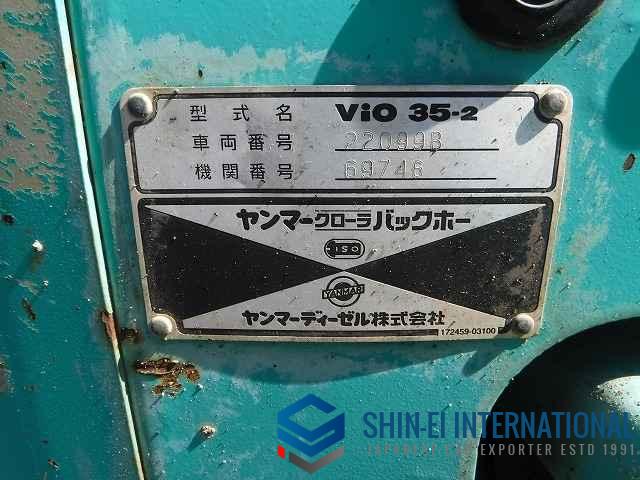 型式名 ViO 35-2
車両番号 22099B
機関番号 69746
ヤンマークローラバックホー
ISO
YANMAR
ヤンマーディーゼル株式会社
172459-03100
SHIN-EI INTERNATIONAL
JAPANESE CAR EXPORTER ESTD 1991